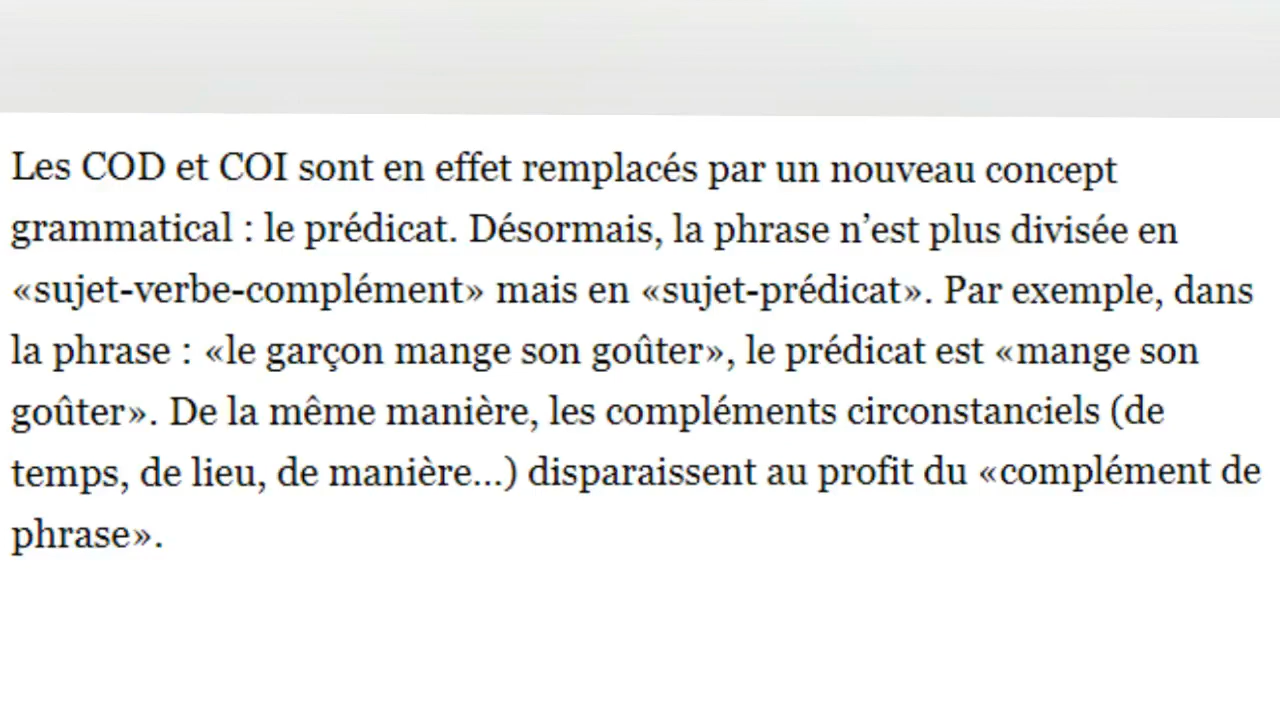 Les COD et COI sont en effet remplacés par un nouveau concept
grammatical : le prédicat. Désormais, la phrase n’est plus divisée en
«sujet-verbe-complément» mais en «sujet-prédicat». Par exemple, dans
la phrase : «le garçon mange son goûter», le prédicat est «mange son
goûter». De la même manière, les compléments circonstanciels (de
temps, de lieu, de manière...) disparaissent au profit du «complément de
phrase».